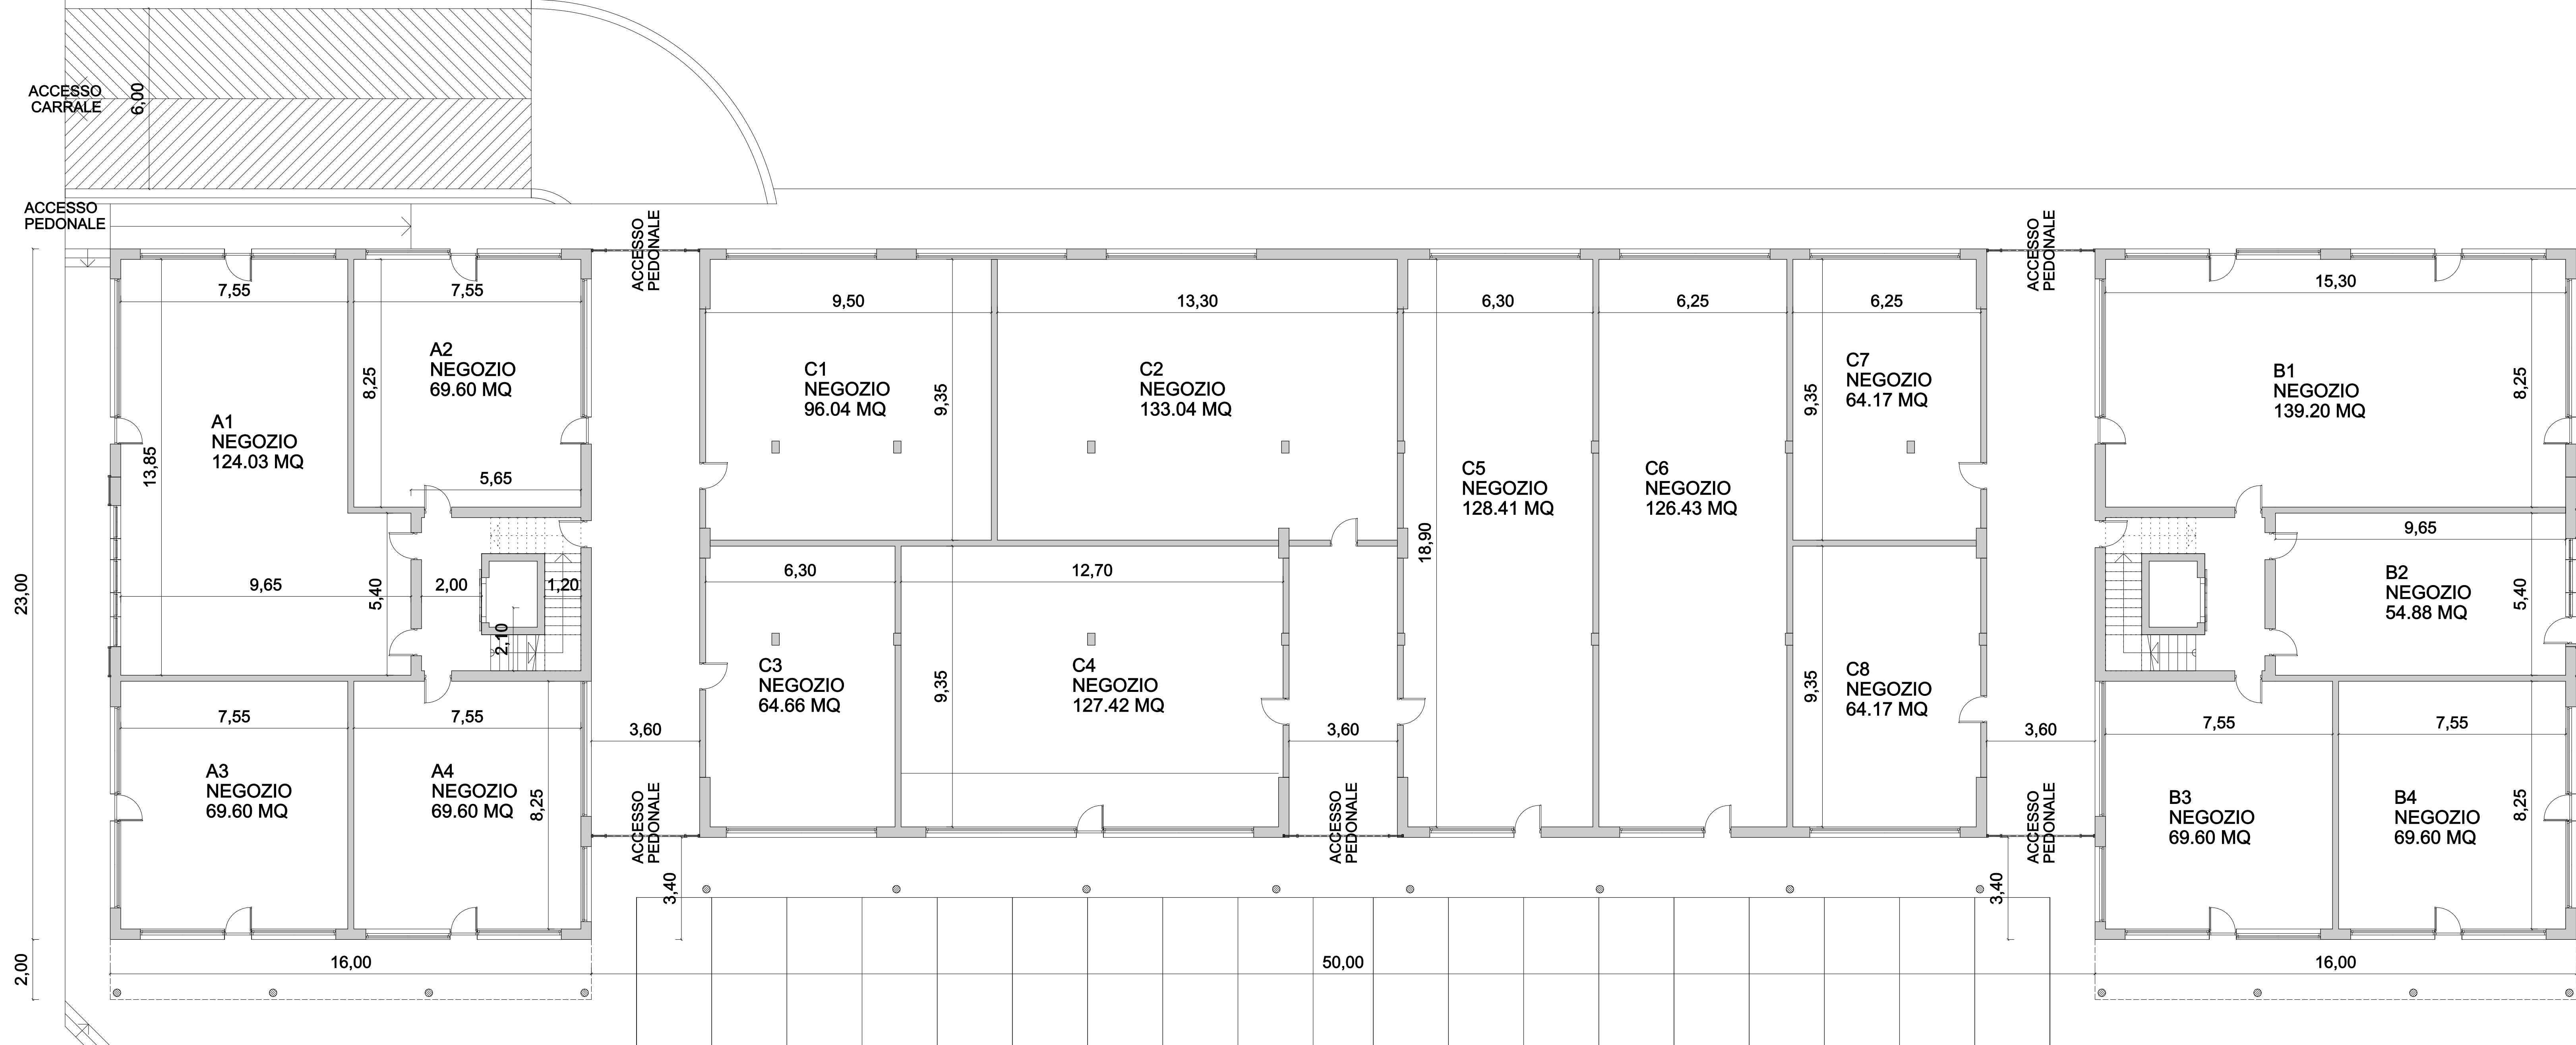 ACCESSO
CARRALE
6,00
ACCESSO
PEDONALE
ACCESSO
PEDONALE
ACCESSO
PEDONALE
7,55
7,55
9,50
13,30
6,30
6,25
6,25
15,30
A1
NEGOZIO
124.03 MQ
13,85
A2
NEGOZIO
69.60 MQ
8,25
5,65
C1
NEGOZIO
96.04 MQ
9,35
C2
NEGOZIO
133.04 MQ
C5
NEGOZIO
128.41 MQ
18,90
C6
NEGOZIO
126.43 MQ
C7
NEGOZIO
64.17 MQ
9,35
B1
NEGOZIO
139.20 MQ
8,25
23,00
9,65
5,40
2,00
1,20
2,10
6,30
12,70
9,65
B2
NEGOZIO
54.88 MQ
5,40
C3
NEGOZIO
64.66 MQ
9,35
C4
NEGOZIO
127.42 MQ
9,35
C8
NEGOZIO
64.17 MQ
7,55
7,55
3,60
3,60
3,60
7,55
7,55
A3
NEGOZIO
69.60 MQ
A4
NEGOZIO
69.60 MQ
8,25
B3
NEGOZIO
69.60 MQ
B4
NEGOZIO
69.60 MQ
8,25
ACCESSO
PEDONALE
ACCESSO
PEDONALE
ACCESSO
PEDONALE
3,40
3,40
2,00
16,00
50,00
16,00